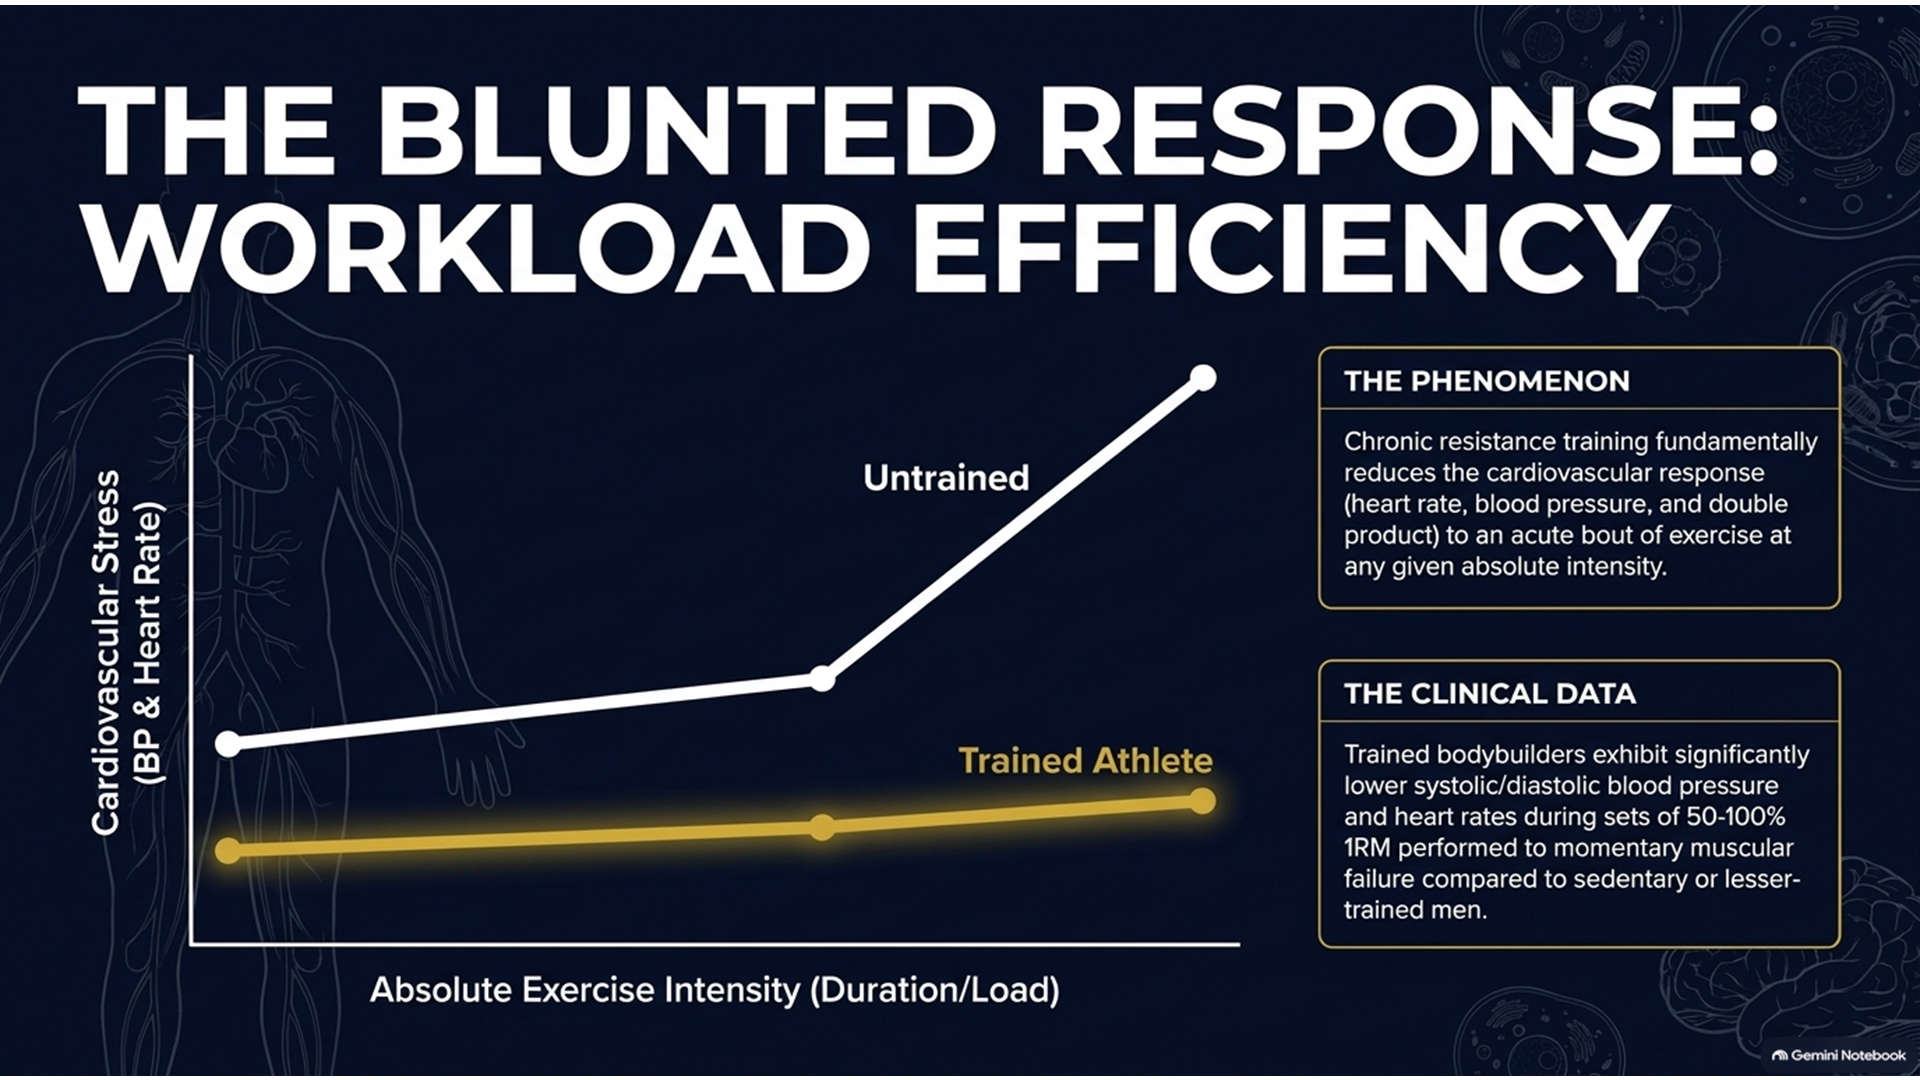 THE BLUNTED RESPONSE:
WORKLOAD EFFICIENCY
Cardiovascular Stress
(BP & Heart Rate)
Untrained
Trained Athlete
Absolute Exercise Intensity (Duration/Load)
THE PHENOMENON
Chronic resistance training fundamentally
reduces the cardiovascular response
(heart rate, blood pressure, and double
product) to an acute bout of exercise at
any given absolute intensity.
THE CLINICAL DATA
Trained bodybuilders exhibit significantly
lower systolic/diastolic blood pressure
and heart rates during sets of 50-100%
1RM performed to momentary muscular
failure compared to sedentary or lesser-
trained men.
Gemini Notebook